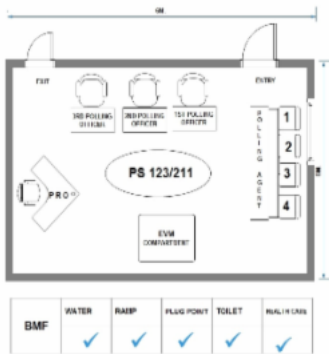 EXIT
ENTRY
3RD POLLING OFFICER
2ND POLLING OFFICER
1ST POLLING OFFICER
POLLING AGENT
1
2
3
4
PRO
PS 123/211
EVM
COMPARTMENT
BMF
WATER
RAMP
PLUG POINT
TOILET
HEALTH CARE